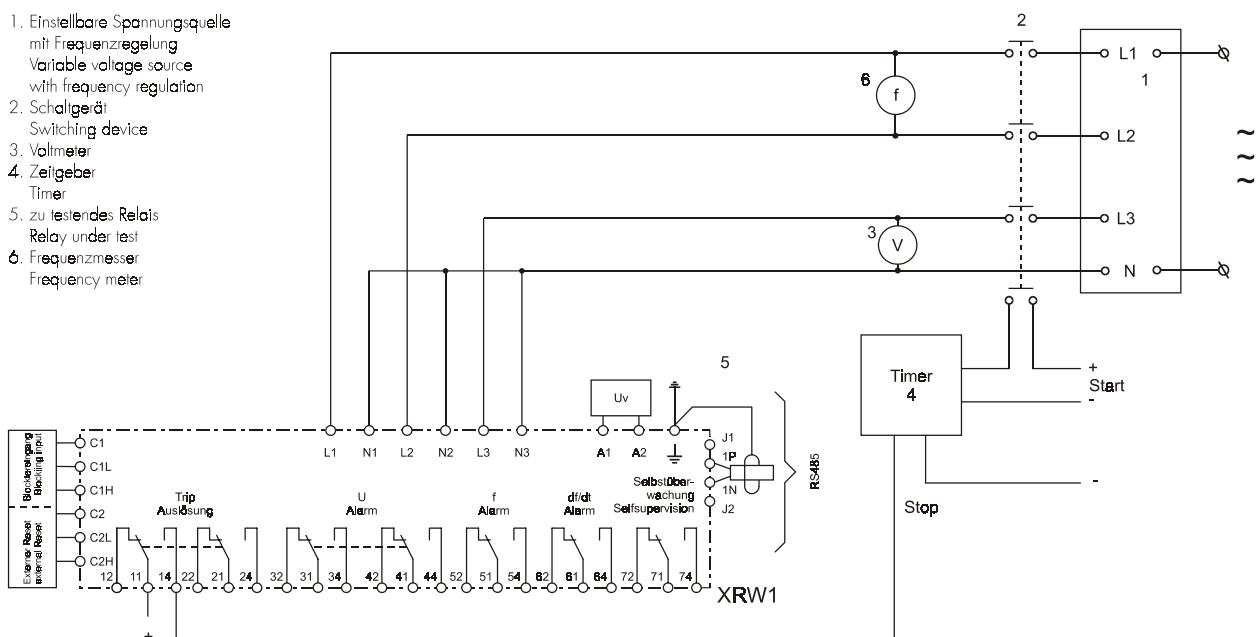 1. Einstellbare Spannungsquelle
mit Frequenzregelung
Variable voltage source
with frequency regulation
2. Schaltgerät
Switching device
3. Voltmeter
4. Zeitgeber
Timer
5. zu testendes Relais
Relay under test
6. Frequenzmesser
Frequency meter
2
L1
1
6
f
L2
~
~
~
L3
3
V
N
Timer
4
+
Start
-
-
Stop
5
Uv
L1 N1 L2 N2 L3 N3 A1 A2
J1
1P
1N
J2
RS485
Blockiereingang
Blocking input
Externer Reset
external Reset
C1
C1L
C1H
C2
C2L
C2H
Trip
Auslösung
U
Alarm
f
Alarm
df/dt
Alarm
Selbstüber-
wachung
Selfsupervision
12 11 14 22 21 24 32 31 34 42 41 44 52 51 54 62 61 64 72 71 74
XRW1
+